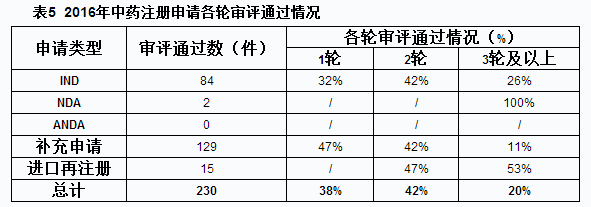 表5 2016年中药注册申请各轮审评通过情况
申请类型 审评通过数（件） 各轮审评通过情况（%）
1轮 2轮 3轮及以上
IND 84 32% 42% 26%
NDA 2 / / 100%
ANDA 0 / / /
补充申请 129 47% 42% 11%
进口再注册 15 / 47% 53%
总计 230 38% 42% 20%